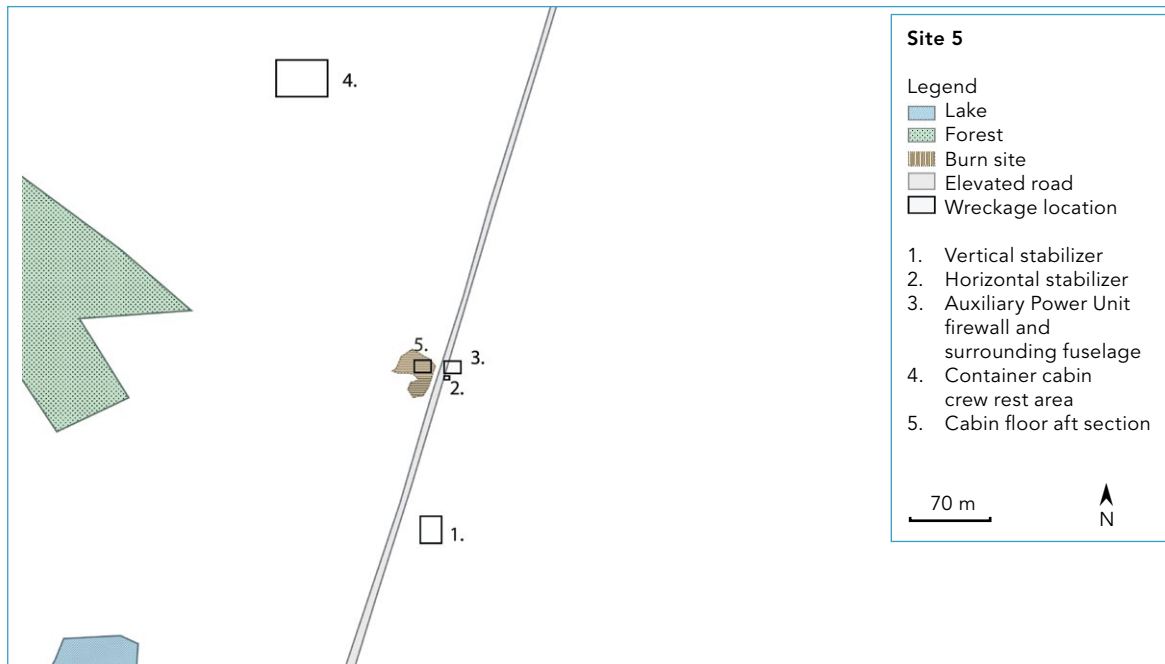 4.
5.
3.
2.
1.
Site 5
Legend
Lake
Forest
Burn site
Elevated road
Wreckage location
1. Vertical stabilizer
2. Horizontal stabilizer
3. Auxiliary Power Unit
firewall and
surrounding fuselage
4. Container cabin
crew rest area
5. Cabin floor aft section
70 m
N